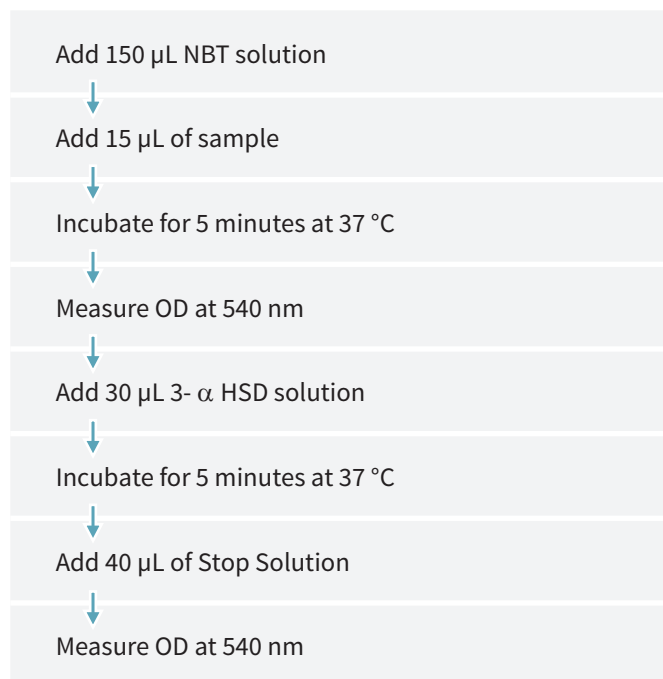 Add 150 µL NBT solution
Add 15 µL of sample
Incubate for 5 minutes at 37 °C
Measure OD at 540 nm
Add 30 µL 3- α HSD solution
Incubate for 5 minutes at 37 °C
Add 40 µL of Stop Solution
Measure OD at 540 nm